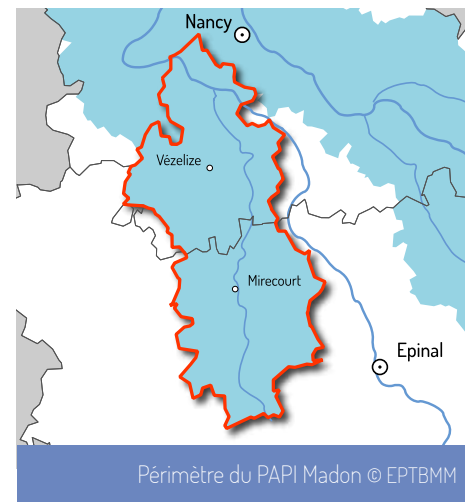 Nancy
Vézelize
Mirecourt
Epinal
Périmètre du PAPI Madon © EPTBMM